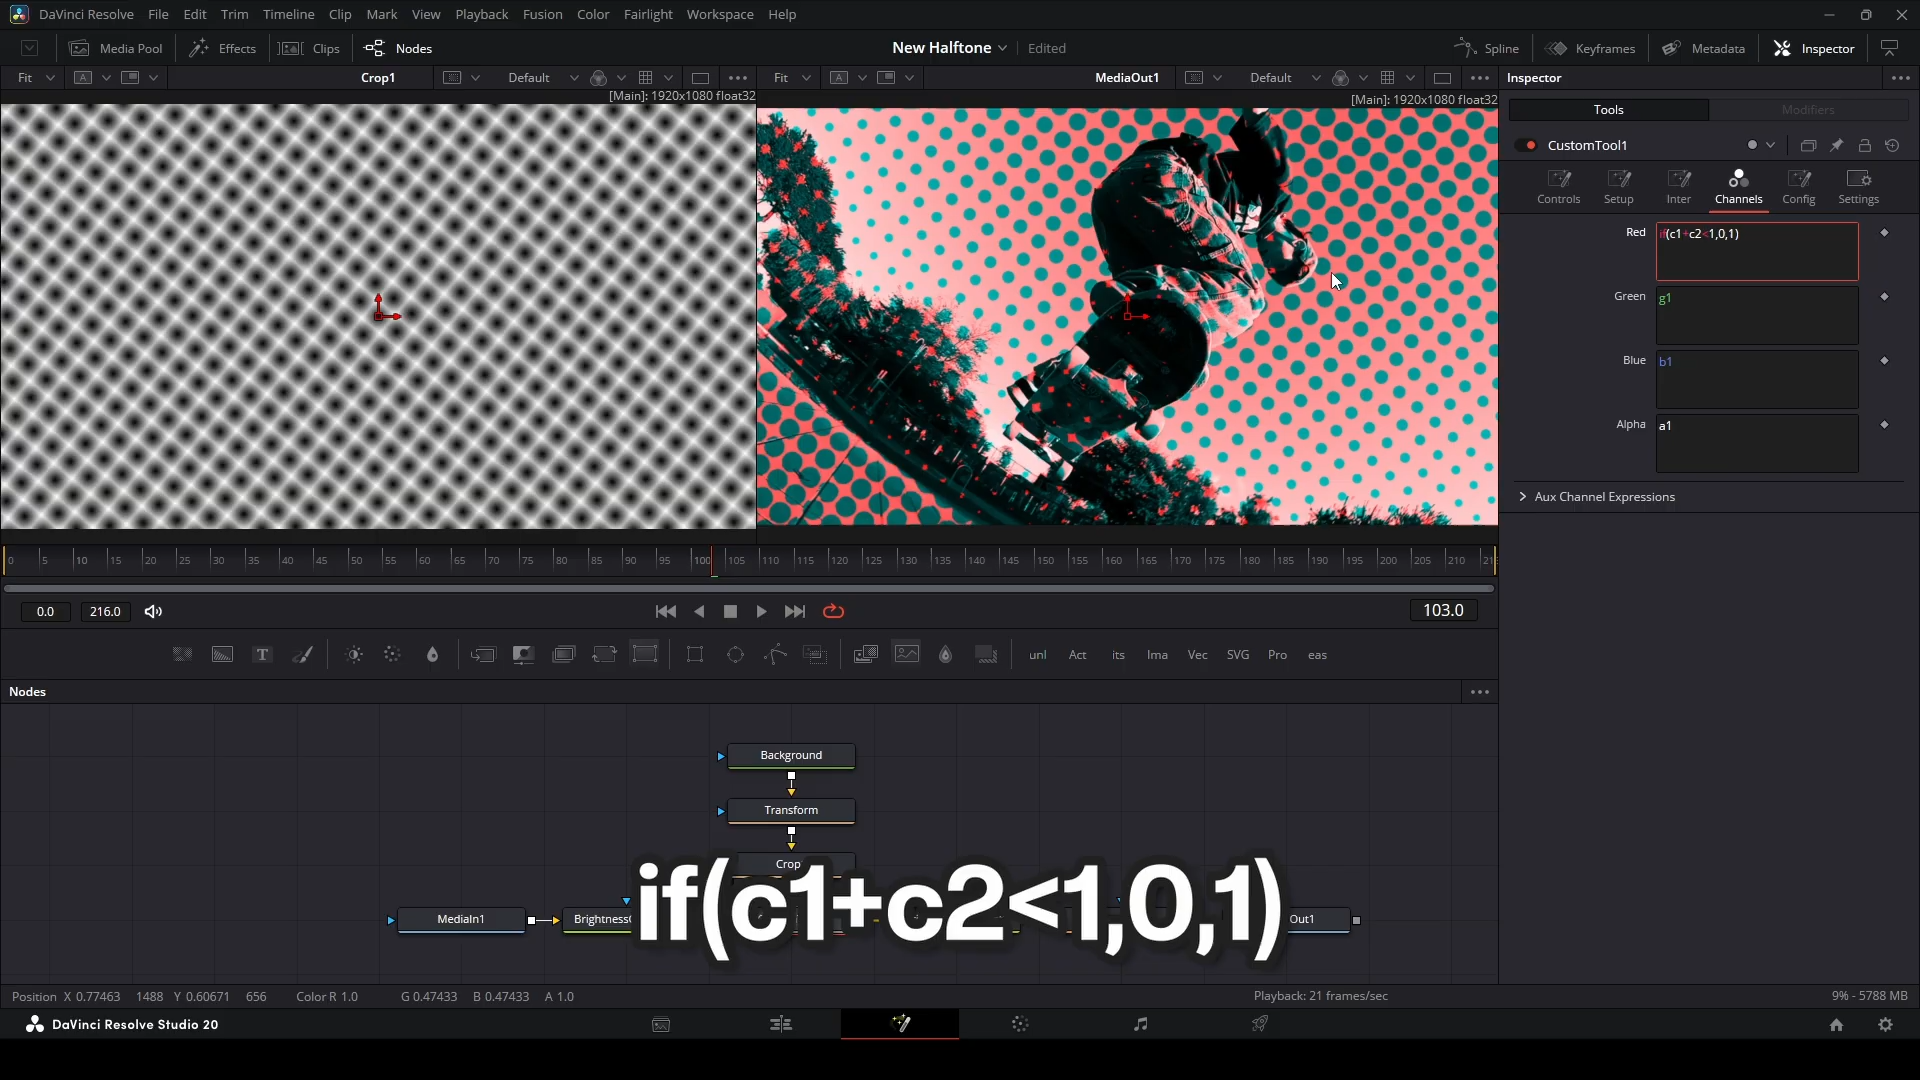 DaVinci Resolve File Edit Trim Timeline Clip Mark View Playback Fusion Color Fairlight Workspace Help
Media Pool Effects Clips Nodes New Halftone Edited Spline Keyframes Metadata Inspector
Fit A Crop1 Default Fit A MediaOut1 Default Inspector
[Main]: 1920x1080 float32 [Main]: 1920x1080 float32
Tools Modifiers
CustomTool1
Controls Setup Inter Channels Config Settings
Red if(c1+c2<1,0,1)
Green g1
Blue b1
Alpha a1
Aux Channel Expressions
0 5 10 15 20 25 30 35 40 45 50 55 60 65 70 75 80 85 90 95 100 105 110 115 120 125 130 135 140 145 150 155 160 165 170 175 180 185 190 195 200 205 210 21
0.0 216.0 103.0
T unl Act its Ima Vec SVG Pro eas
Nodes
Background
Transform
Crop
MediaIn1 Brightness Out1
if(c1+c2<1,0,1)
Position X 0.77463 1488 Y 0.60671 656 Color R 1.0 G 0.47433 B 0.47433 A 1.0 Playback: 21 frames/sec 9% - 5788 MB
DaVinci Resolve Studio 20